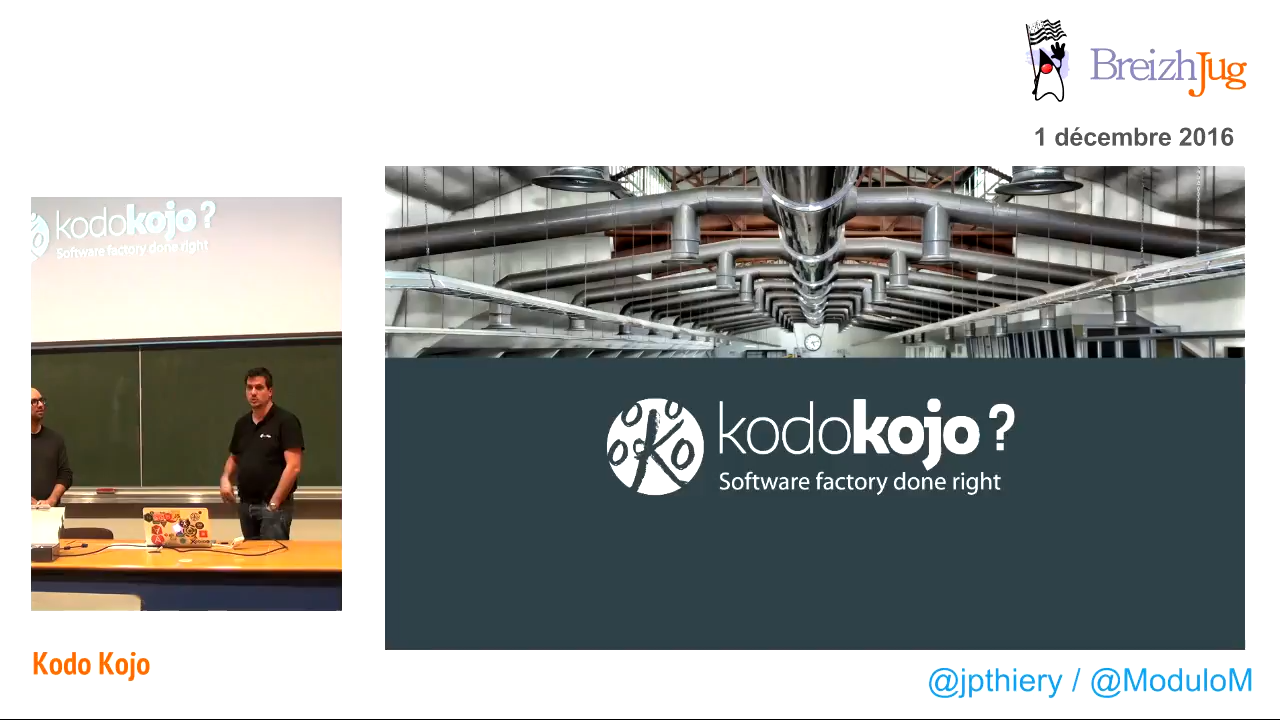 BreizhJug
1 décembre 2016
kodokojo ?
Software factory done right
kodokojo ?
Software factory done right
Kodo Kojo
@jpthiery / @ModuloM